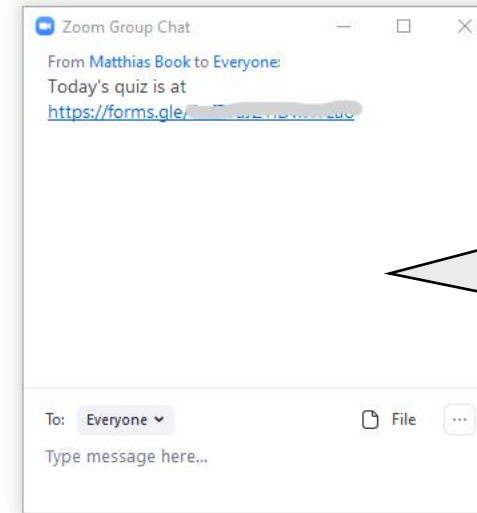 Zoom Group Chat
From Matthias Book to Everyone:
Today's quiz is at
https://forms.gle/
To: Everyone
File
Type message here...